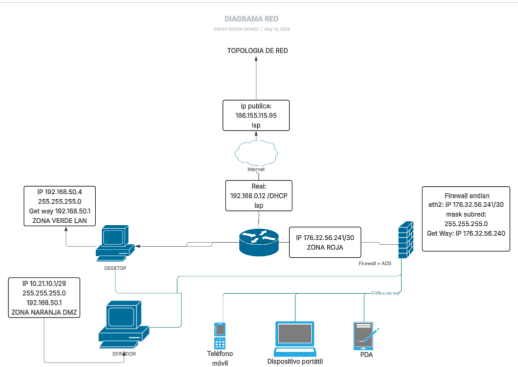 DIAGRAMA RED
TOPOLOGIA DE RED
ip publica:
186.155.115.95
isp
Internet
Real:
192.168.0.12 /DHCP
isp
IP 192.168.50.4
255.255.255.0
Get way 192.168.50.1
ZONA VERDE LAN
DESKTOP
IP 176.32.56.241/30
ZONA ROJA
Firewall endian
eth2: IP 176.32.56.241/30
mask subred:
255.255.255.0
Get Way: IP 176.32.56.240
Firewall + ADS
IP 10.21.10.1/29
255.255.255.0
192.168.50.1
ZONA NARANJA DMZ
SERVIDOR
Teléfono
móvil
Dispositivo portátil
PDA